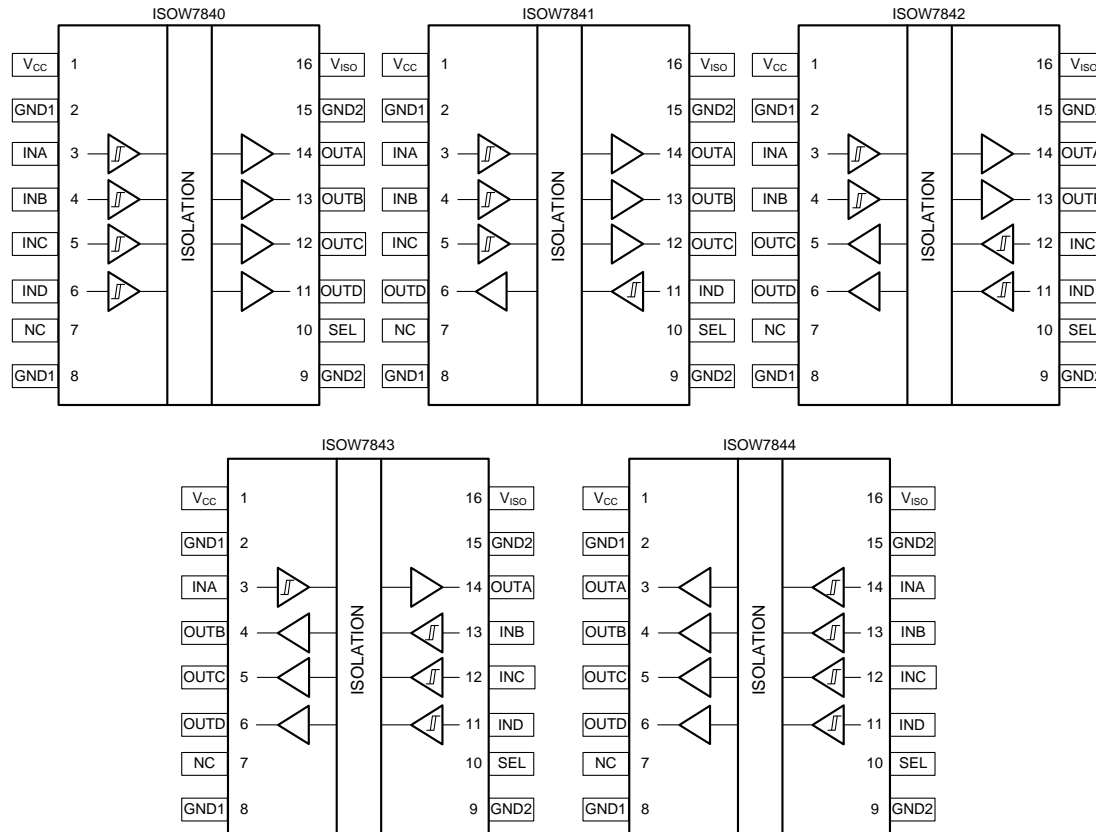 ISOW7840 ISOW7841 ISOW7842
VCC 1 16 VISO VCC 1 16 VISO VCC 1 16 VISO
GND1 2 15 GND2 GND1 2 15 GND2 GND1 2 15 GND2
INA 3 14 OUTA INA 3 14 OUTA INA 3 14 OUTA
INB 4 13 OUTB INB 4 13 OUTB INB 4 13 OUTB
ISOLATION ISOLATION ISOLATION
INC 5 12 OUTC INC 5 12 OUTC OUTC 5 12 INC
IND 6 11 OUTD OUTD 6 11 IND OUTD 6 11 IND
NC 7 10 SEL NC 7 10 SEL NC 7 10 SEL
GND1 8 9 GND2 GND1 8 9 GND2 GND1 8 9 GND2
ISOW7843 ISOW7844
VCC 1 16 VISO VCC 1 16 VISO
GND1 2 15 GND2 GND1 2 15 GND2
INA 3 14 OUTA OUTA 3 14 INA
OUTB 4 13 INB OUTB 4 13 INB
ISOLATION ISOLATION
OUTC 5 12 INC OUTC 5 12 INC
OUTD 6 11 IND OUTD 6 11 IND
NC 7 10 SEL NC 7 10 SEL
GND1 8 9 GND2 GND1 8 9 GND2